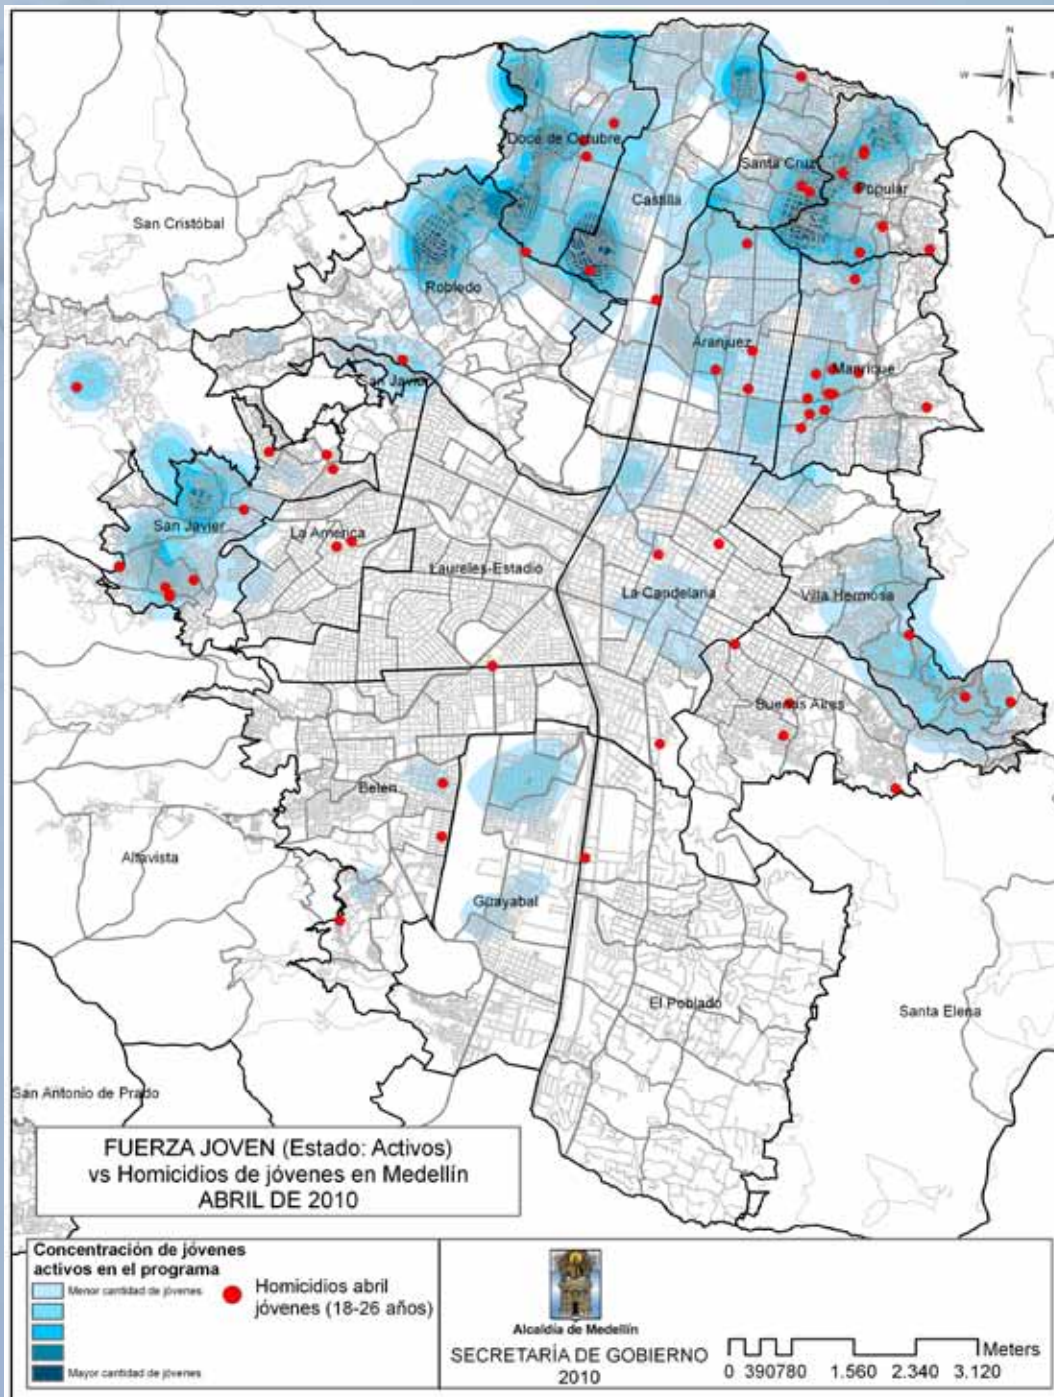 N
W
S
Doce de Octubre
Santa Cruz
Popular
Castilla
San Cristóbal
Robledo
Aranjuez
Manrique
San Javier
San Javier
La América
Laureles-Estadio
La Candelaria
Villa Hermosa
Buenos Aires
Belén
Altavista
Guayabal
El Poblado
Santa Elena
San Antonio de Prado
FUERZA JOVEN (Estado: Activos)
vs Homicidios de jóvenes en Medellín
ABRIL DE 2010
Concentración de jóvenes
activos en el programa
Menor cantidad de jóvenes
Mayor cantidad de jóvenes
Homicidios abril
jóvenes (18-26 años)
Alcaldía de Medellín
SECRETARÍA DE GOBIERNO
2010
Meters
0 390780 1.560 2.340 3.120